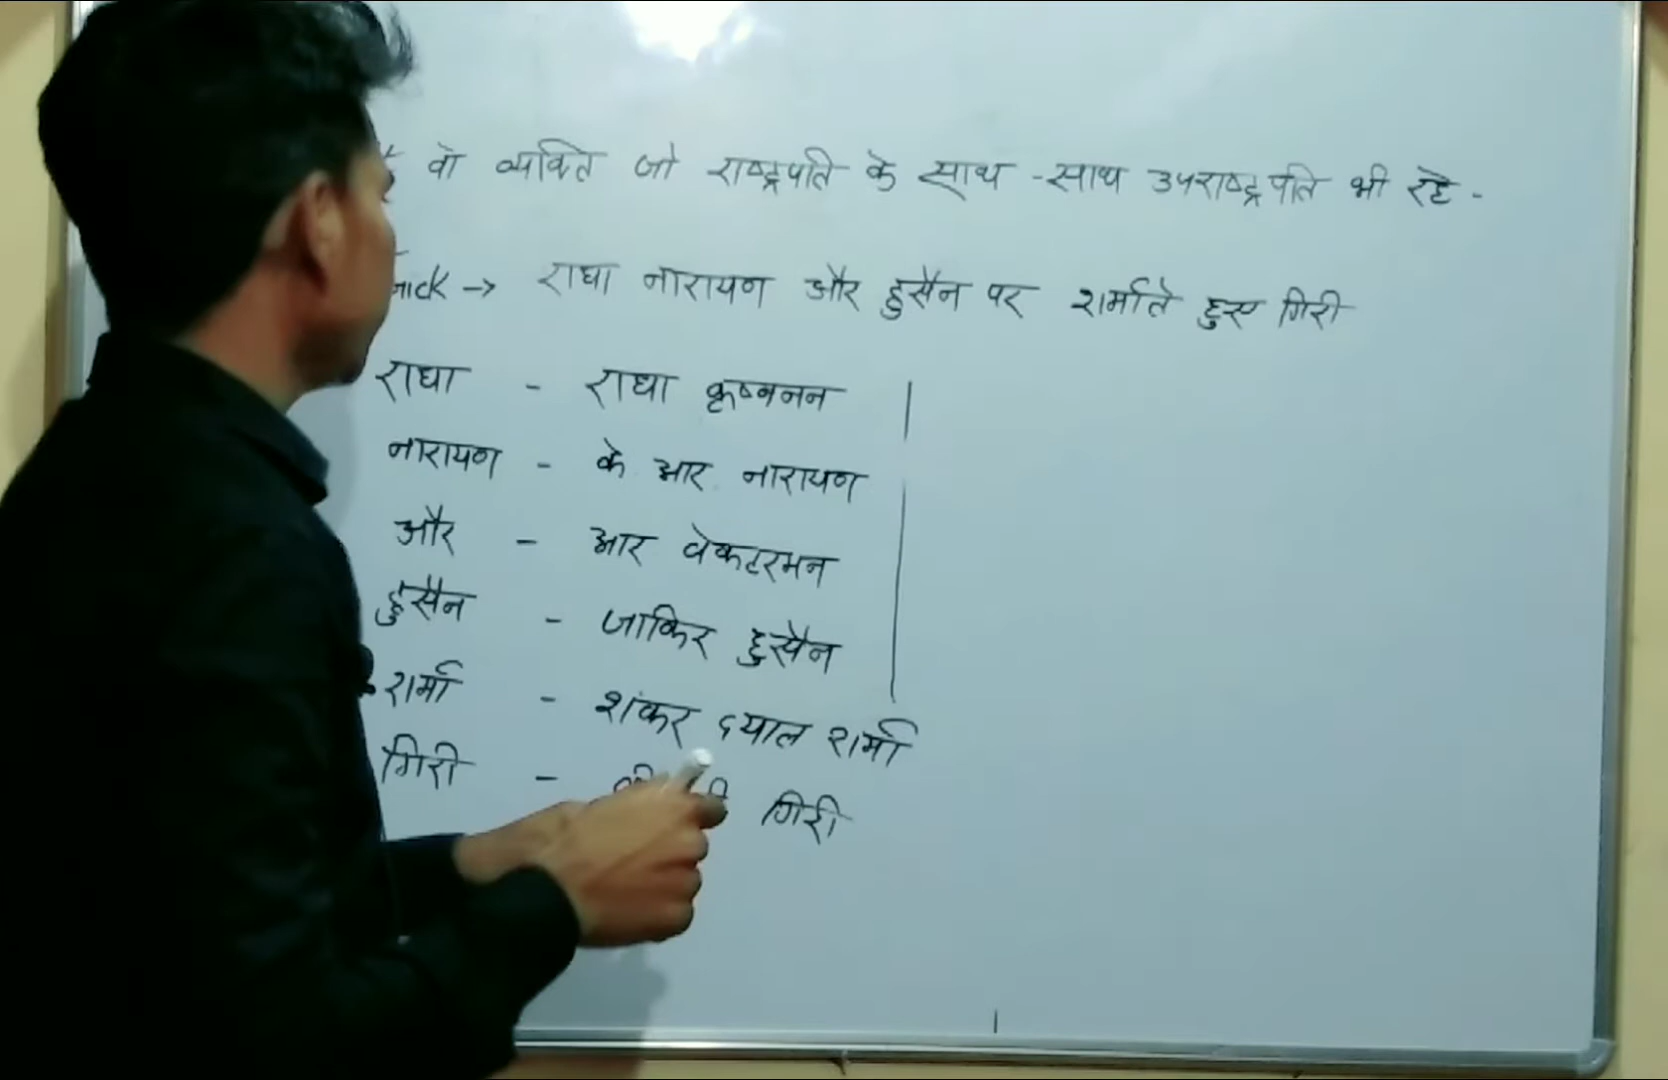 वो व्यक्ति जो राष्ट्रपति के साथ-साथ उपराष्ट्रपति भी रहे -
→ राधा नारायण और हुसैन पर शर्माते हुए गिरी
राधा - राधा कृष्णनन
नारायण - के आर नारायण
और - आर वेकटरमन
हुसैन - जाकिर हुसैन
शर्मा - शंकर दयाल शर्मा
गिरी - गिरी